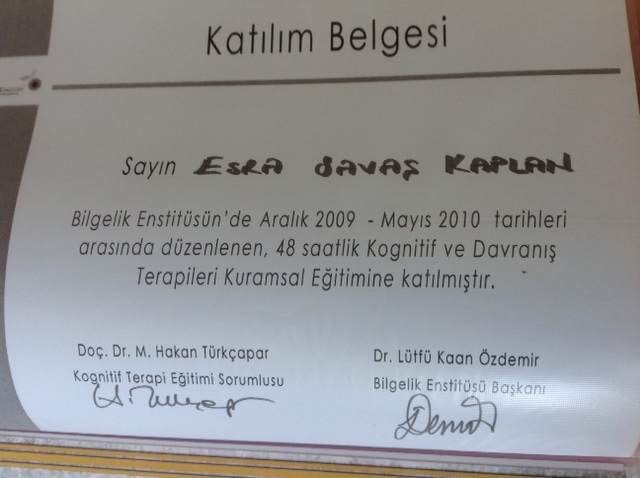 Katılım Belgesi
Sayın ESRA SAVAŞ KAPLAN
Bilgelik Enstitüsün'de Aralık 2009 - Mayıs 2010 tarihleri
arasında düzenlenen, 48 saatlik Kognitif ve Davranış
Terapileri Kuramsal Eğitimine katılmıştır.
Doç. Dr. M. Hakan Türkçapar
Kognitif Terapi Eğitimi Sorumlusu
Dr. Lütfü Kaan Özdemir
Bilgelik Enstitüsü Başkanı